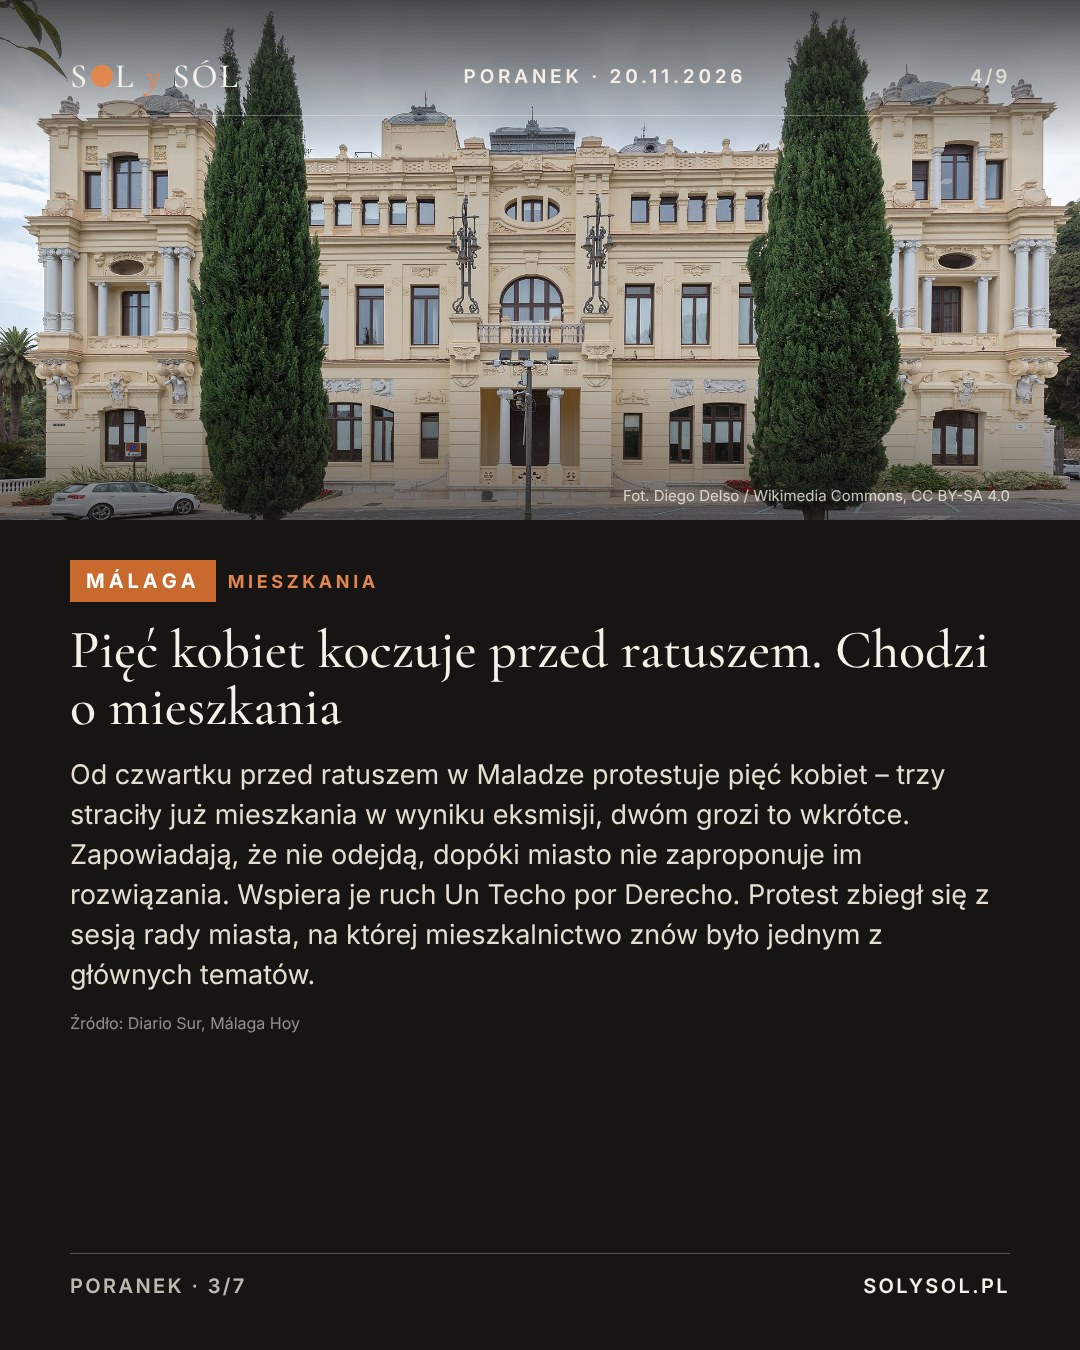 SOL y SÓL
PORANEK · 20.11.2026
4/9
Fot. Diego Delso / Wikimedia Commons, CC BY-SA 4.0
MÁLAGA MIESZKANIA
Pięć kobiet koczuje przed ratuszem. Chodzi
o mieszkania
Od czwartku przed ratuszem w Maladze protestuje pięć kobiet – trzy
straciły już mieszkania w wyniku eksmisji, dwóm grozi to wkrótce.
Zapowiadają, że nie odejdą, dopóki miasto nie zaproponuje im
rozwiązania. Wspiera je ruch Un Techo por Derecho. Protest zbiegł się z
sesją rady miasta, na której mieszkalnictwo znów było jednym z
głównych tematów.
Źródło: Diario Sur, Málaga Hoy
PORANEK · 3/7
SOLYSOL.PL